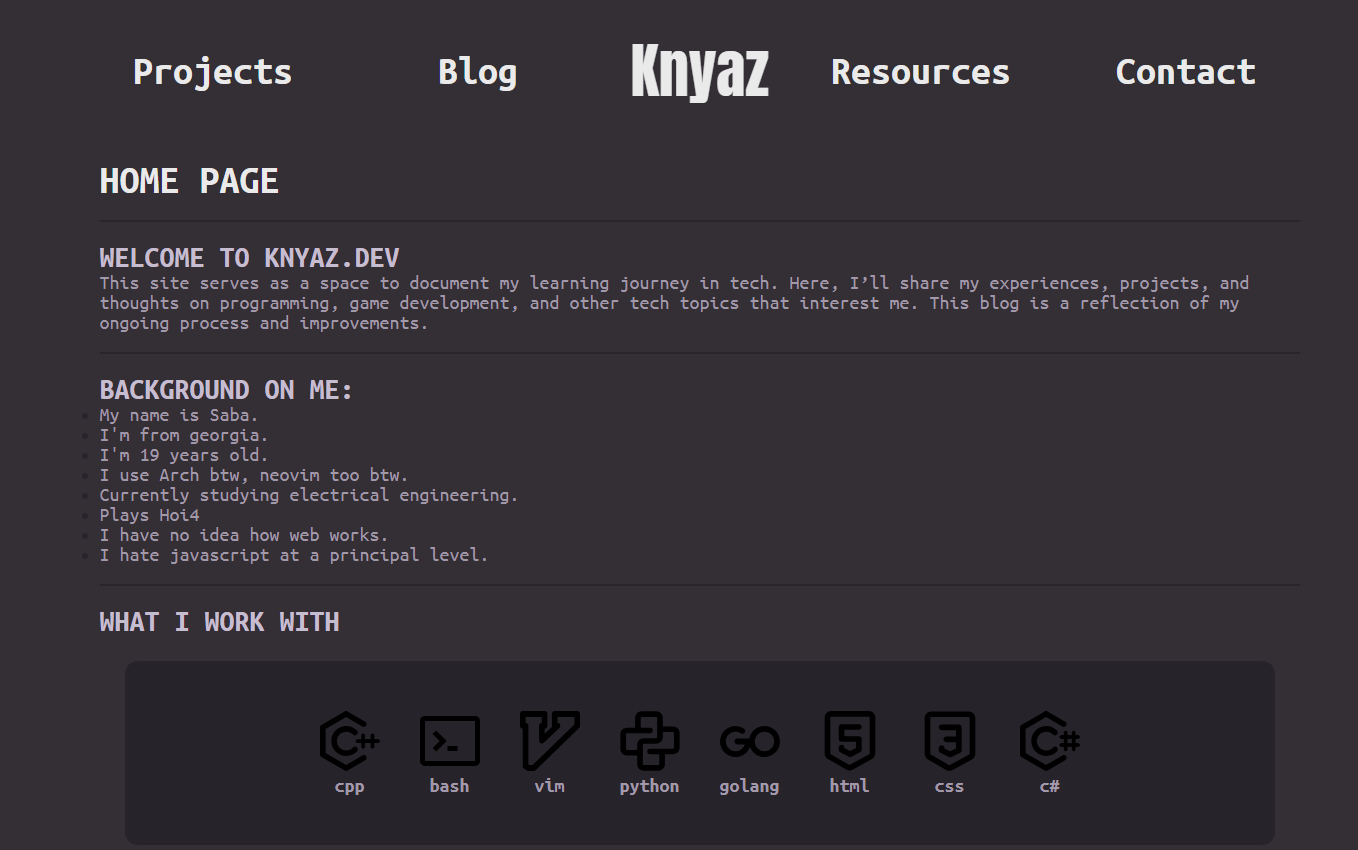 Projects Blog Knyaz Resources Contact
HOME PAGE
WELCOME TO KNYAZ.DEV
This site serves as a space to document my learning journey in tech. Here, I’ll share my experiences, projects, and
thoughts on programming, game development, and other tech topics that interest me. This blog is a reflection of my
ongoing process and improvements.
BACKGROUND ON ME:
My name is Saba.
I'm from georgia.
I'm 19 years old.
I use Arch btw, neovim too btw.
Currently studying electrical engineering.
Plays Hoi4
I have no idea how web works.
I hate javascript at a principal level.
WHAT I WORK WITH
C++ >_ V GO 5 3 C#
cpp bash vim python golang html css c#